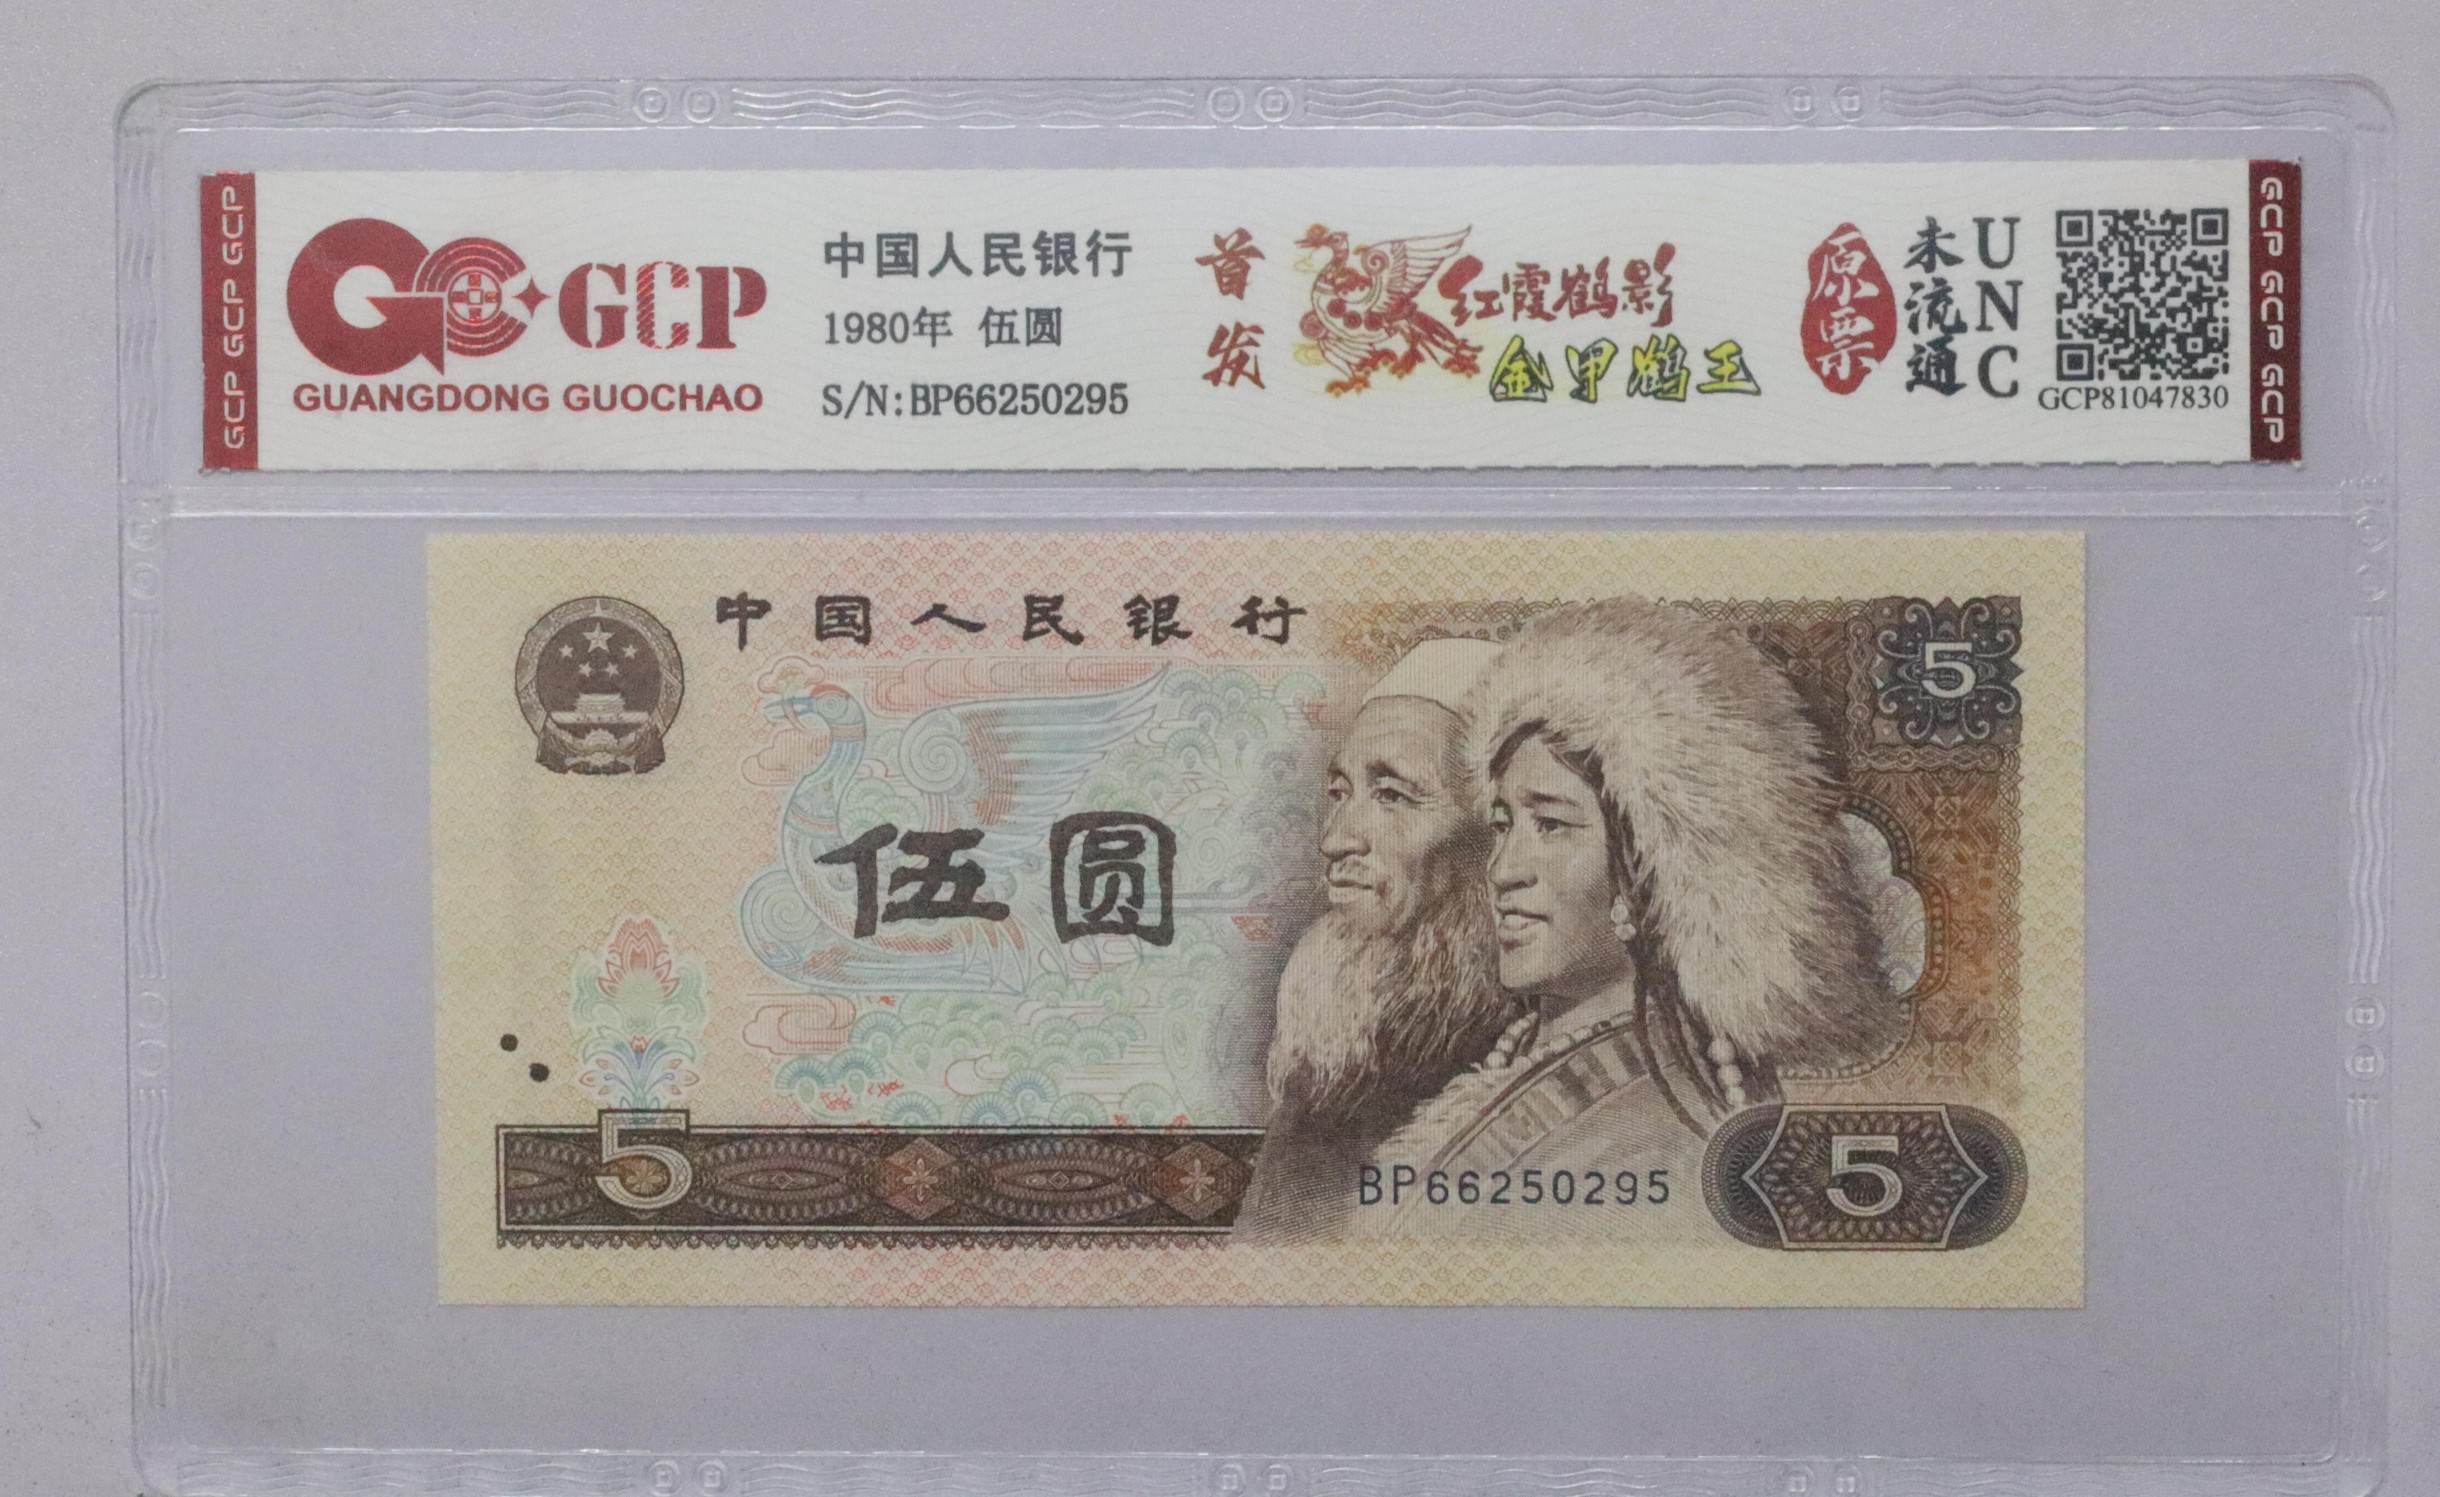 GCP GCP GCP
GCP
GUANGDONG GUOCHAO
中国人民银行
1980年 伍圆
S/N:BP66250295
首发
红霞鹤影
金甲鹤王
原票
未流通
UNC
GCP81047830
GCP GCP GCP
中国人民银行
5
伍圆
5
BP66250295
5